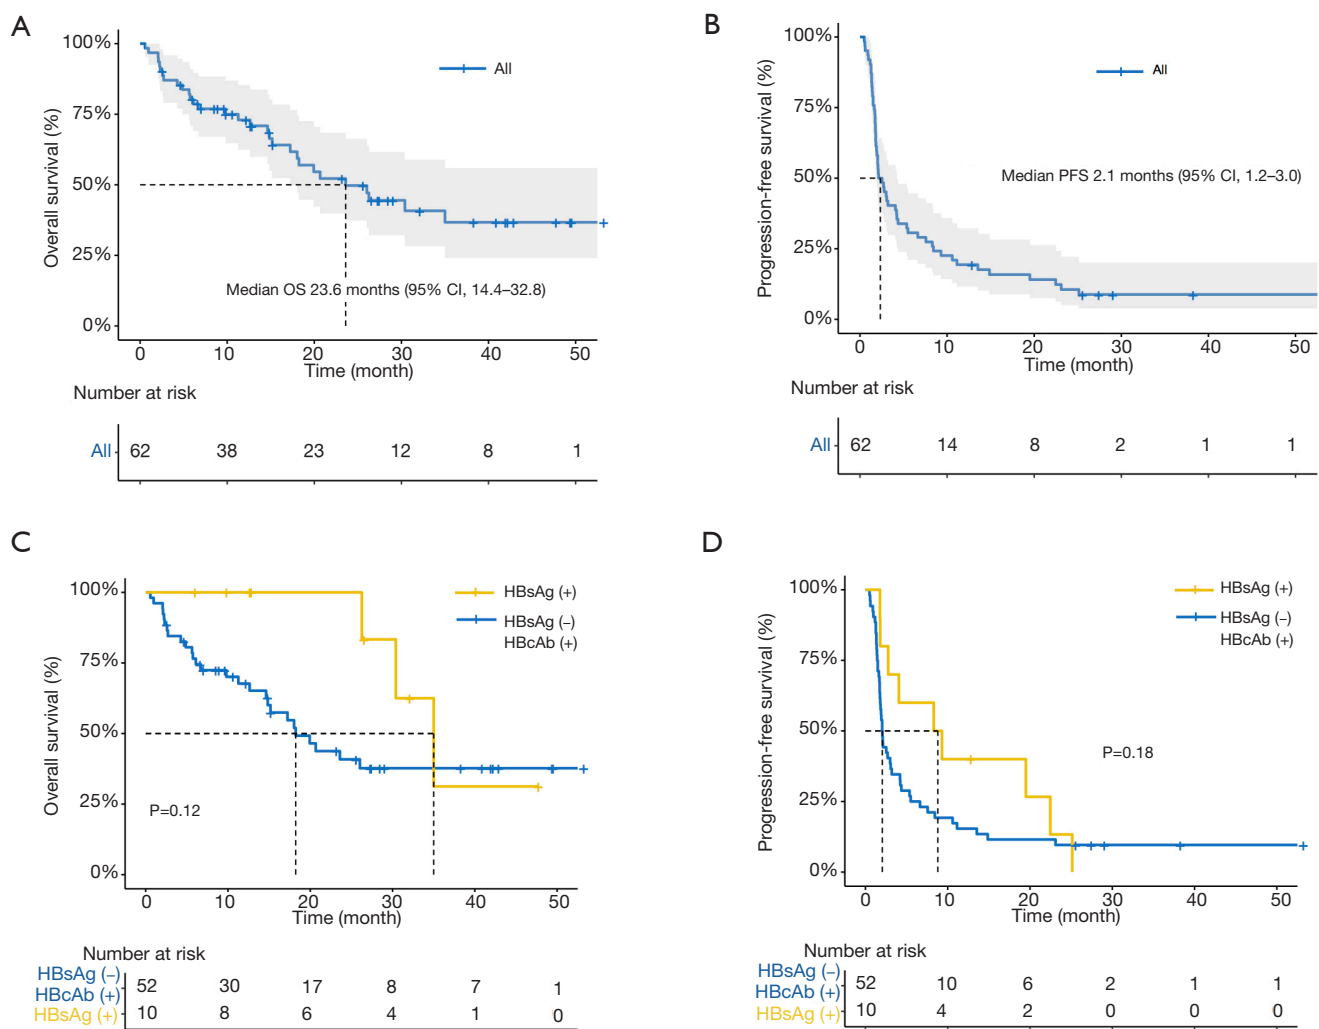 A
100%
75%
50%
25%
0%
Overall survival (%)
All
Median OS 23.6 months (95% CI, 14.4–32.8)
0 10 20 30 40 50
Time (month)
Number at risk
All 62 38 23 12 8 1
B
100%
75%
50%
25%
0%
Progression-free survival (%)
All
Median PFS 2.1 months (95% CI, 1.2–3.0)
0 10 20 30 40 50
Time (month)
Number at risk
All 62 14 8 2 1 1
C
100%
75%
50%
25%
0%
Overall survival (%)
HBsAg (+)
HBsAg (–)
HBcAb (+)
P=0.12
0 10 20 30 40 50
Time (month)
Number at risk
HBsAg (–)
HBcAb (+) 52 30 17 8 7 1
HBsAg (+) 10 8 6 4 1 0
D
100%
75%
50%
25%
0%
Progression-free survival (%)
HBsAg (+)
HBsAg (–)
HBcAb (+)
P=0.18
0 10 20 30 40 50
Time (month)
Number at risk
HBsAg (–)
HBcAb (+) 52 10 6 2 1 1
HBsAg (+) 10 4 2 0 0 0